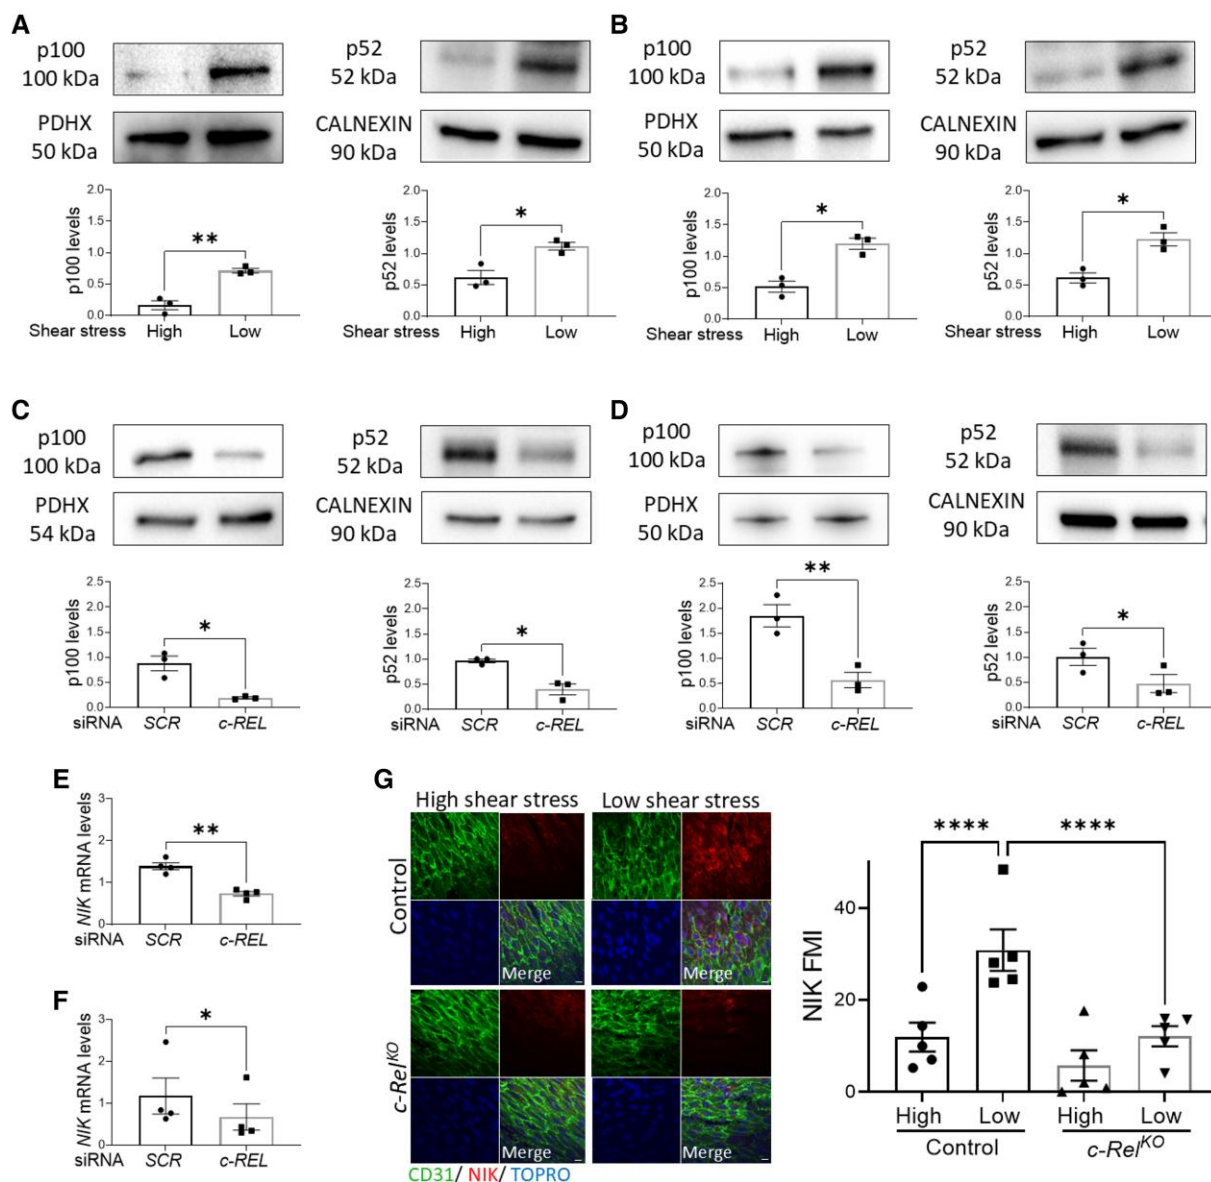 A
p100
100 kDa
PDHX
50 kDa
p52
52 kDa
CALNEXIN
90 kDa
p100 levels
2.0
1.5
1.0
0.5
0.0
**
Shear stress
High
Low
p52 levels
2.0
1.5
1.0
0.5
0.0
*
Shear stress
High
Low
B
p100
100 kDa
PDHX
50 kDa
p52
52 kDa
CALNEXIN
90 kDa
p100 levels
2.0
1.5
1.0
0.5
0.0
*
Shear stress
High
Low
p52 levels
2.0
1.5
1.0
0.5
0.0
*
Shear stress
High
Low
C
p100
100 kDa
PDHX
54 kDa
p52
52 kDa
CALNEXIN
90 kDa
p100 levels
2.5
2.0
1.5
1.0
0.5
0.0
*
siRNA
SCR
c-REL
p52 levels
2.5
2.0
1.5
1.0
0.5
0.0
*
siRNA
SCR
c-REL
D
p100
100 kDa
PDHX
50 kDa
p52
52 kDa
CALNEXIN
90 kDa
p100 levels
2.5
2.0
1.5
1.0
0.5
0.0
**
siRNA
SCR
c-REL
p52 levels
2.5
2.0
1.5
1.0
0.5
0.0
*
siRNA
SCR
c-REL
E
NIK mRNA levels
3
2
1
0
**
siRNA
SCR
c-REL
F
NIK mRNA levels
3
2
1
0
*
siRNA
SCR
c-REL
G
High shear stress
Low shear stress
Control
Merge
Merge
c-Rel^KO
Merge
Merge
CD31/ NIK/ TOPRO
NIK FMI
40
20
0
****
****
High
Low
High
Low
Control
c-Rel^KO